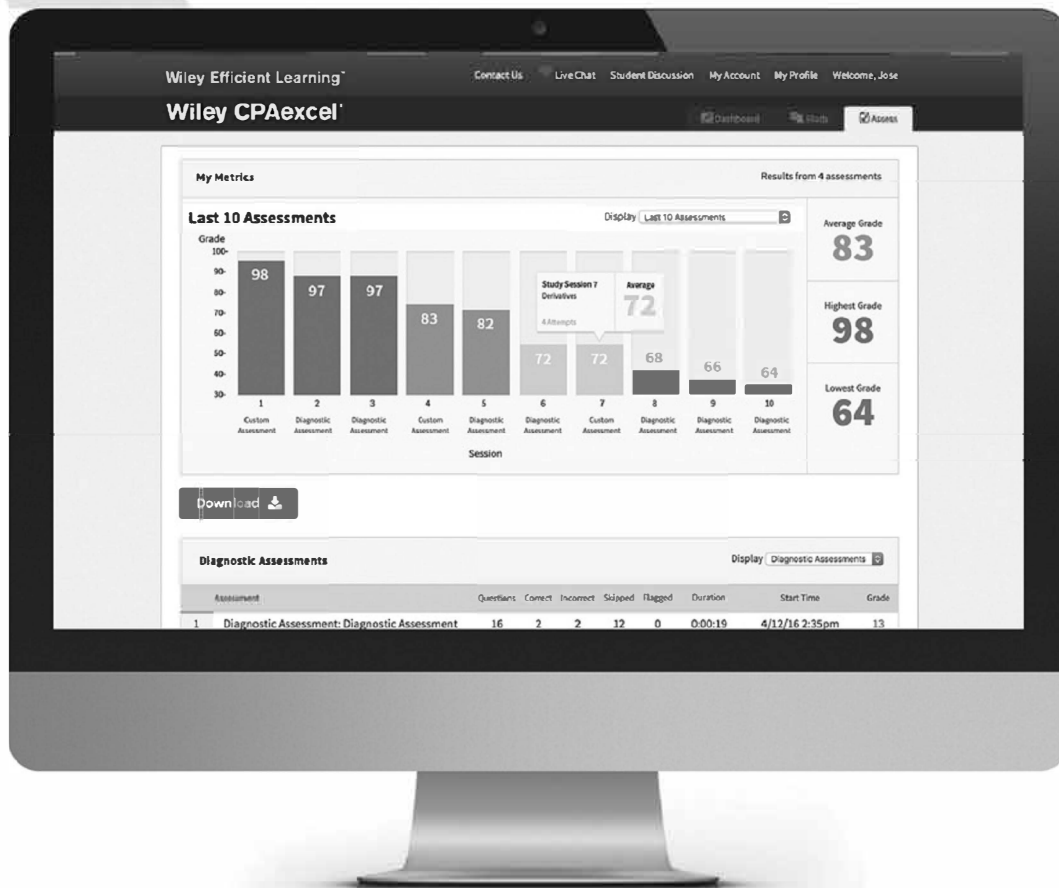 Wiley Efficient Learning™
Contact Us LiveChat Student Discussion My Account My Profile Welcome, Jose
Wiley CPAexcel®
Dashboard Study Assess
My Metrics
Results from 4 assessments
Last 10 Assessments
Display Last 10 Assessments
Grade
100-
90-
80-
70-
60-
50-
40-
30-
98
97
97
83
82
72
72
68
66
64
Study Session 7
Derivatives
4 Attempts
Average
72
1 2 3 4 5 6 7 8 9 10
Custom Diagnostic Diagnostic Custom Diagnostic Diagnostic Custom Diagnostic Diagnostic Diagnostic
Assessment Assessment Assessment Assessment Assessment Assessment Assessment Assessment Assessment Assessment
Session
Average Grade
83
Highest Grade
98
Lowest Grade
64
Download
Diagnostic Assessments
Display Diagnostic Assessments
Assessment Questions Correct Incorrect Skipped Flagged Duration Start Time Grade
1 Diagnostic Assessment: Diagnostic Assessment 16 2 2 12 0 0:00:19 4/12/16 2:35pm 13